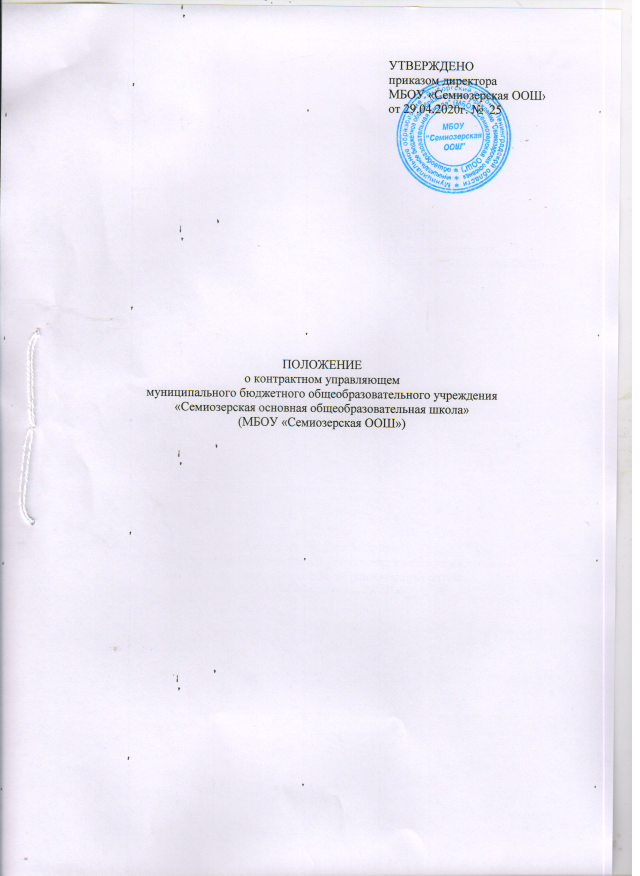 УТВЕРЖДЕНО
приказом директора
МБОУ «Семиозерская ООШ»
от 29.04.2020г. № 25
МБОУ
"Семиозерская
ООШ"
ПОЛОЖЕНИЕ
о контрактном управляющем
муниципального бюджетного общеобразовательного учреждения
«Семиозерская основная общеобразовательная школа»
(МБОУ «Семиозерская ООШ»)